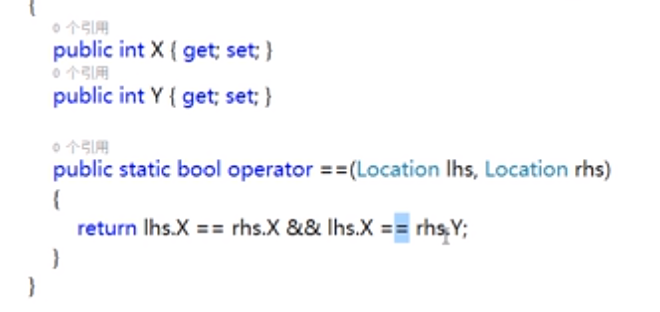 {
0 个引用
public int X { get; set; }
0 个引用
public int Y { get; set; }
0 个引用
public static bool operator ==(Location lhs, Location rhs)
{
return lhs.X == rhs.X && lhs.X == rhs.Y;
}
}